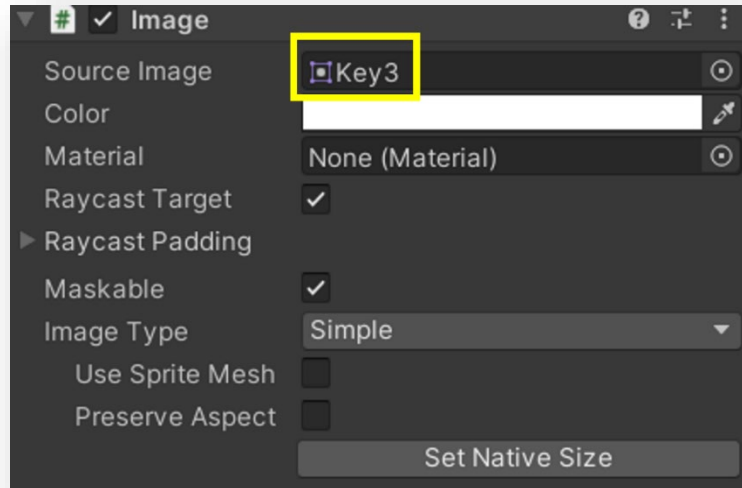 Image
Source Image Key3
Color
Material None (Material)
Raycast Target
Raycast Padding
Maskable
Image Type Simple
Use Sprite Mesh
Preserve Aspect
Set Native Size